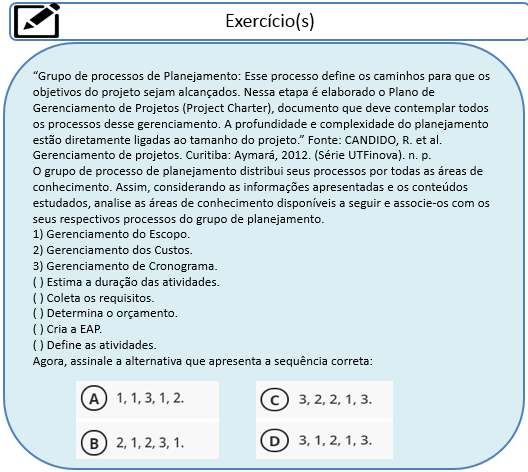 Exercício(s)
“Grupo de processos de Planejamento: Esse processo define os caminhos para que os
objetivos do projeto sejam alcançados. Nessa etapa é elaborado o Plano de
Gerenciamento de Projetos (Project Charter), documento que deve contemplar todos
os processos desse gerenciamento. A profundidade e complexidade do planejamento
estão diretamente ligadas ao tamanho do projeto.” Fonte: CANDIDO, R. et al.
Gerenciamento de projetos. Curitiba: Aymará, 2012. (Série UTFinova). n. p.
O grupo de processo de planejamento distribui seus processos por todas as áreas de
conhecimento. Assim, considerando as informações apresentadas e os conteúdos
estudados, analise as áreas de conhecimento disponíveis a seguir e associe-os com os
seus respectivos processos do grupo de planejamento.
1) Gerenciamento do Escopo.
2) Gerenciamento dos Custos.
3) Gerenciamento de Cronograma.
( ) Estima a duração das atividades.
( ) Coleta os requisitos.
( ) Determina o orçamento.
( ) Cria a EAP.
( ) Define as atividades.
Agora, assinale a alternativa que apresenta a sequência correta:
A 1, 1, 3, 1, 2.
B 2, 1, 2, 3, 1.
C 3, 2, 2, 1, 3.
D 3, 1, 2, 1, 3.